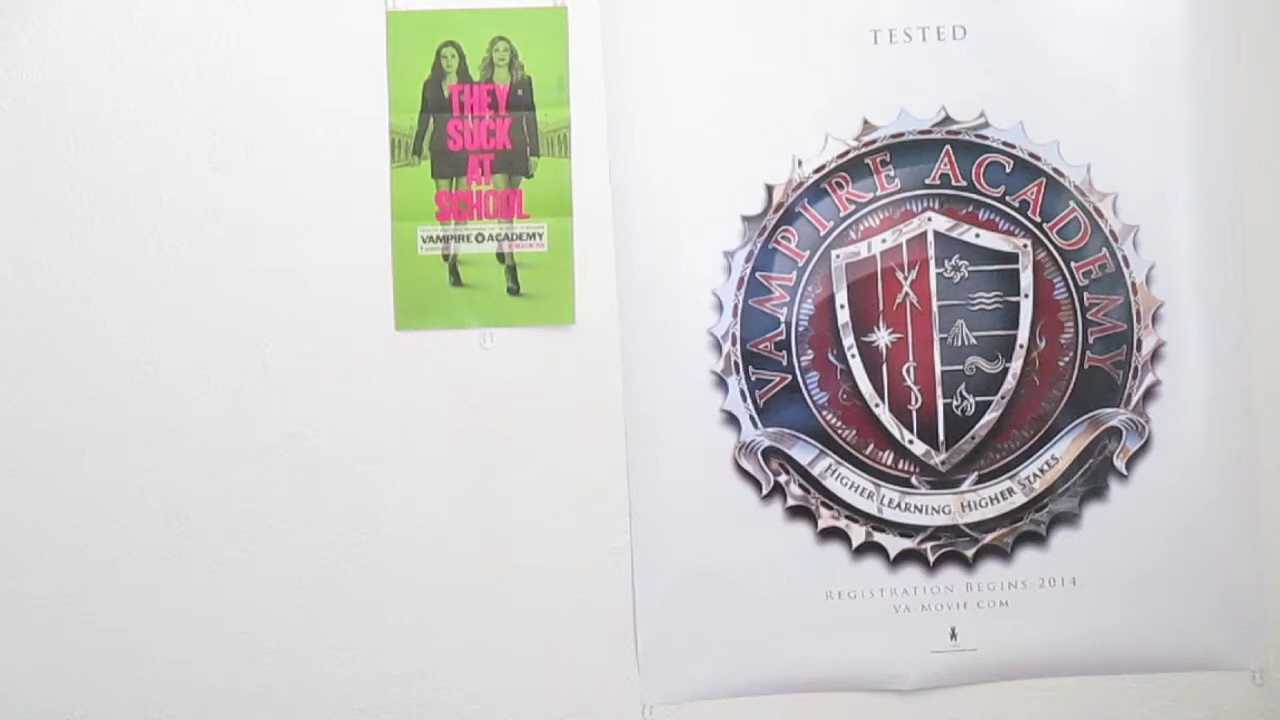 THEY
SUCK
AT
SCHOOL
VAMPIRE ACADEMY
TESTED
VAMPIRE ACADEMY
HIGHER LEARNING. HIGHER STAKES.
REGISTRATION BEGINS 2014
VA-MOVIE.COM